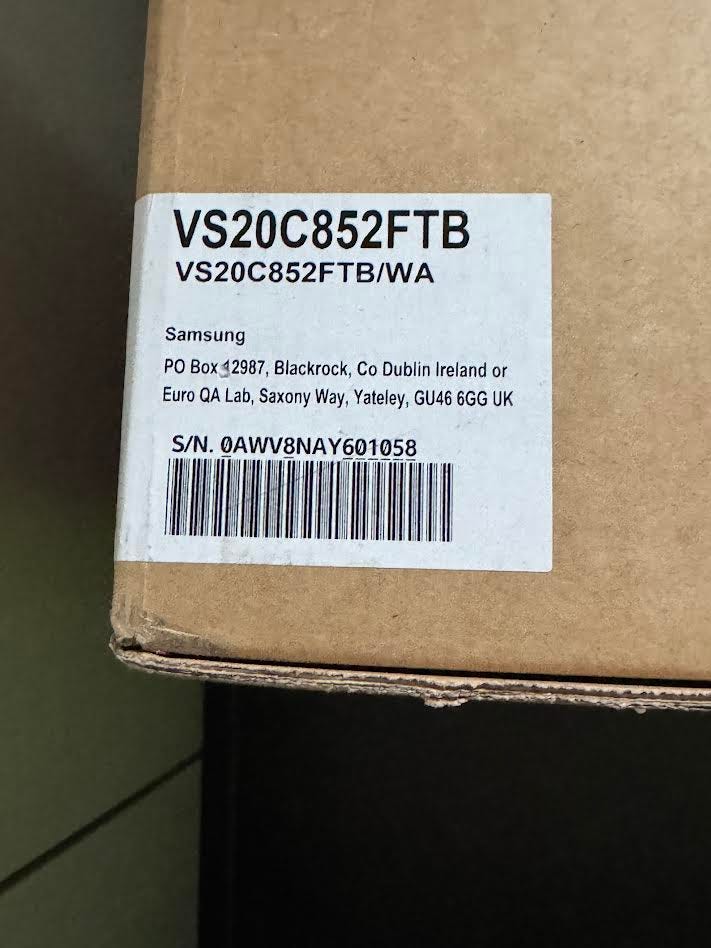 VS20C852FTB
VS20C852FTB/WA
Samsung
PO Box 12987, Blackrock, Co Dublin Ireland or
Euro QA Lab, Saxony Way, Yateley, GU46 6GG UK
S/N. 0AWV8NAY601058